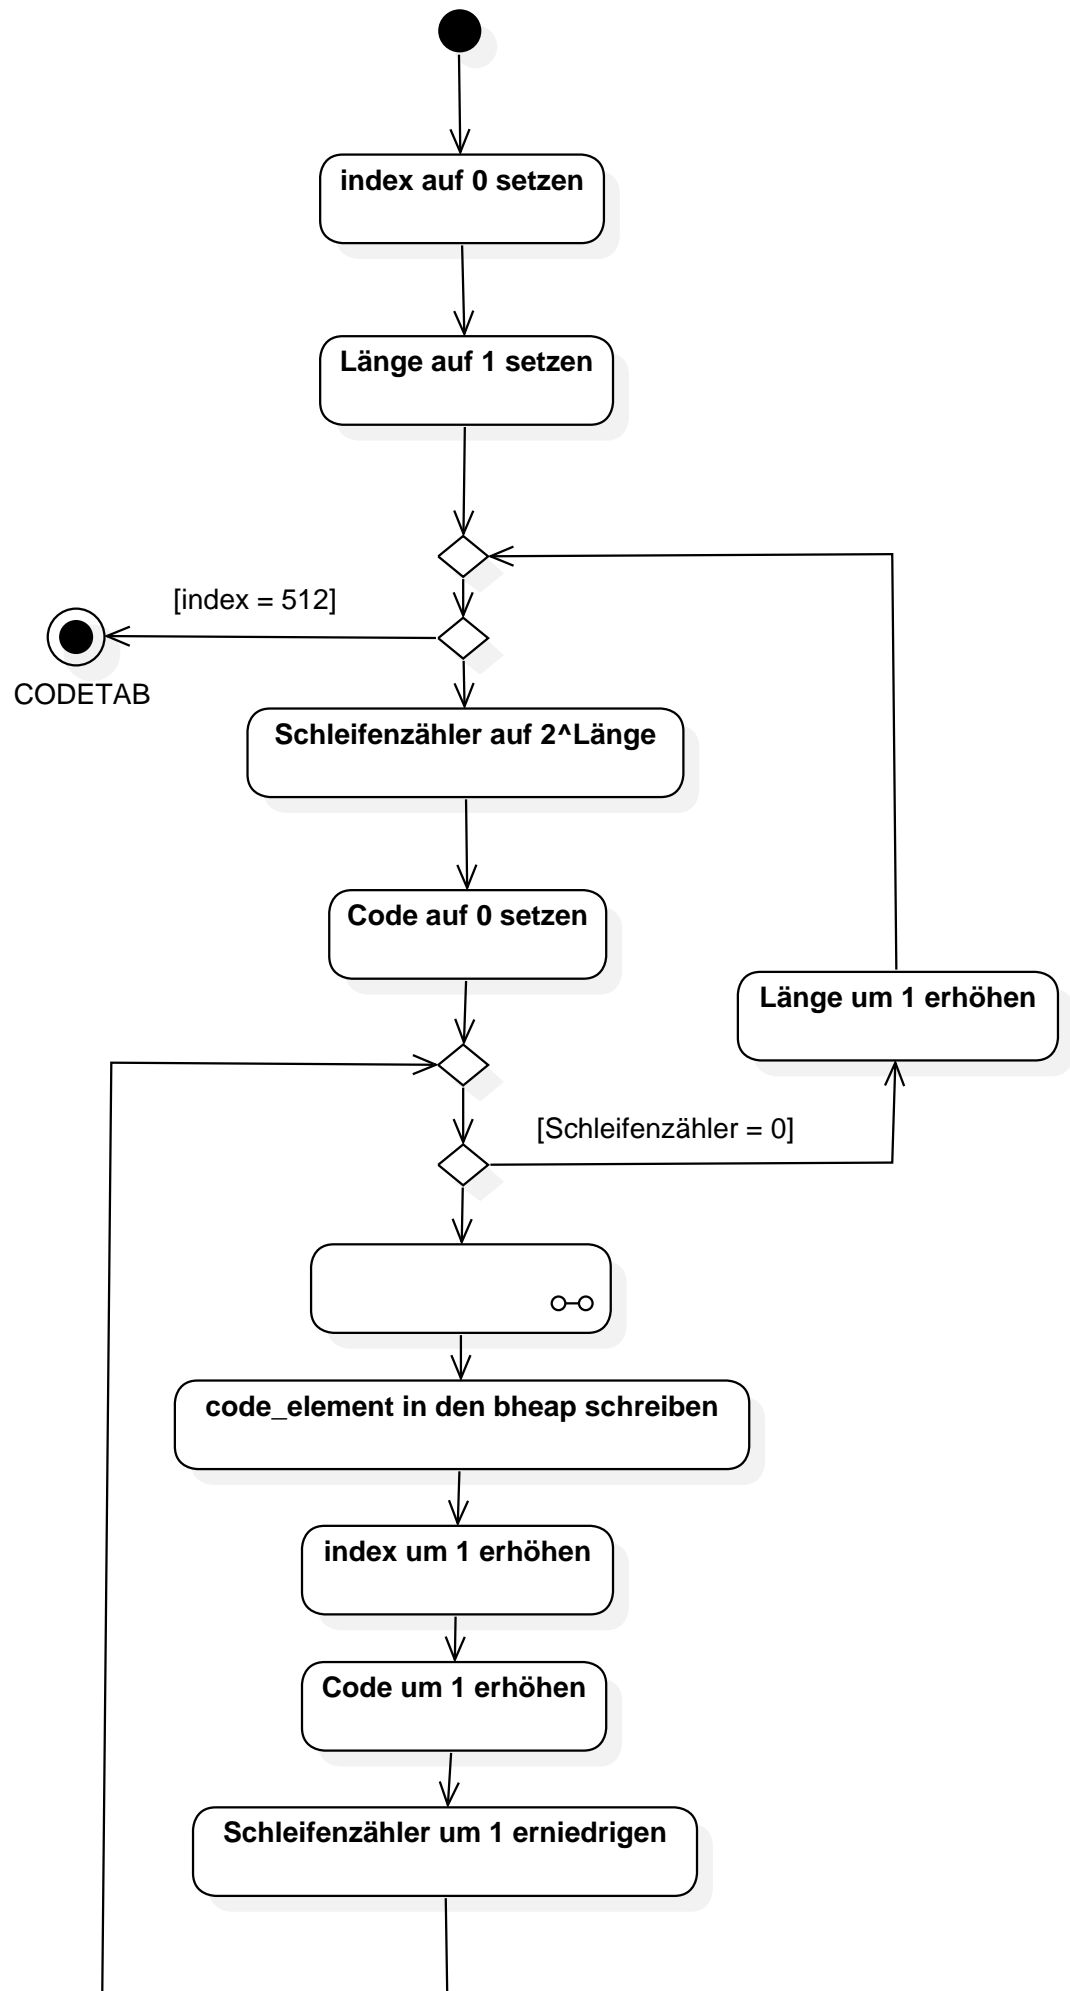 index auf 0 setzen
Länge auf 1 setzen
[index = 512]
CODETAB
Schleifenzähler auf 2^Länge
Code auf 0 setzen
Länge um 1 erhöhen
[Schleifenzähler = 0]
code_element in den bheap schreiben
index um 1 erhöhen
Code um 1 erhöhen
Schleifenzähler um 1 erniedrigen